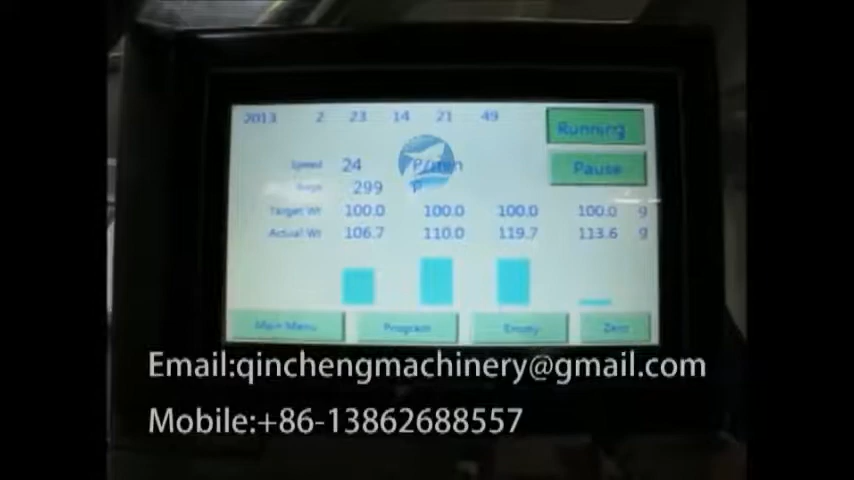 2013 2 23 14 21 49
Running
Speed 24 P/min
Pause
Bags 299 P
Target Wt 100.0 100.0 100.0 100.0 g
Actual Wt 106.7 110.0 119.7 113.6 g
Main Menu Program Empty Zero
Email:qinchengmachinery@gmail.com
Mobile:+86-13862688557